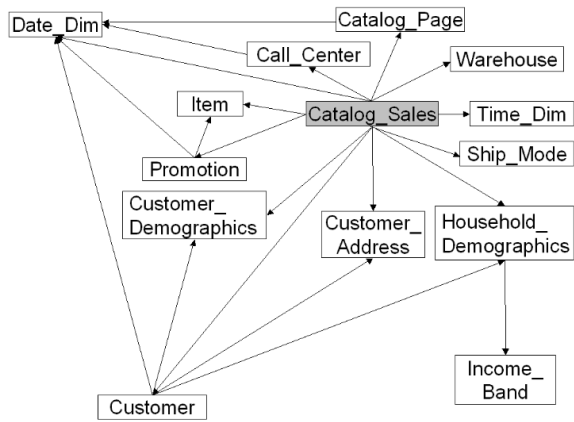 Date_Dim
Catalog_Page
Call_Center
Warehouse
Item
Catalog_Sales
Time_Dim
Ship_Mode
Promotion
Customer_
Demographics
Customer_
Address
Household_
Demographics
Income_
Band
Customer